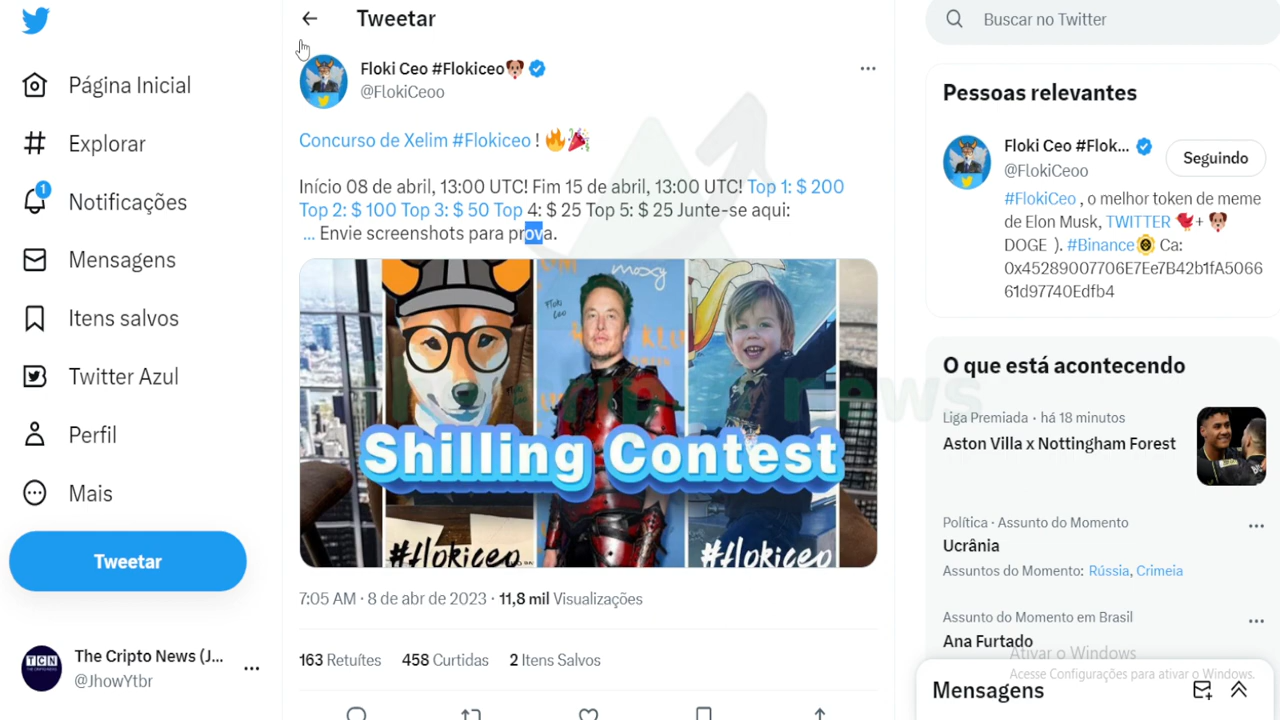 Tweetar
Buscar no Twitter
Página Inicial
Explorar
1
Notificações
Mensagens
Itens salvos
Twitter Azul
Perfil
Mais
Tweetar
TCN
The Cripto News (J...
@JhowYtbr
Floki Ceo #Flokiceo
@FlokiCeoo
Concurso de Xelim #Flokiceo !
Início 08 de abril, 13:00 UTC! Fim 15 de abril, 13:00 UTC! Top 1: $ 200
Top 2: $ 100 Top 3: $ 50 Top 4: $ 25 Top 5: $ 25 Junte-se aqui:
... Envie screenshots para prova.
moxy
Shilling Contest
#flokiceo
#flokiceo
7:05 AM · 8 de abr de 2023 · 11,8 mil Visualizações
163 Retuítes 458 Curtidas 2 Itens Salvos
Pessoas relevantes
Floki Ceo #Flok...
@FlokiCeoo
Seguindo
#FlokiCeo , o melhor token de meme
de Elon Musk, TWITTER +
DOGE ). #Binance Ca:
0x45289007706E7Ee7B42b1fA5066
61d97740Edfb4
O que está acontecendo
Liga Premiada · há 18 minutos
Aston Villa x Nottingham Forest
Política · Assunto do Momento
Ucrânia
Assuntos do Momento: Rússia, Crimeia
Assunto do Momento em Brasil
Ana Furtado
Ativar o Windows
Acesse Configurações para ativar o Windows.
Mensagens